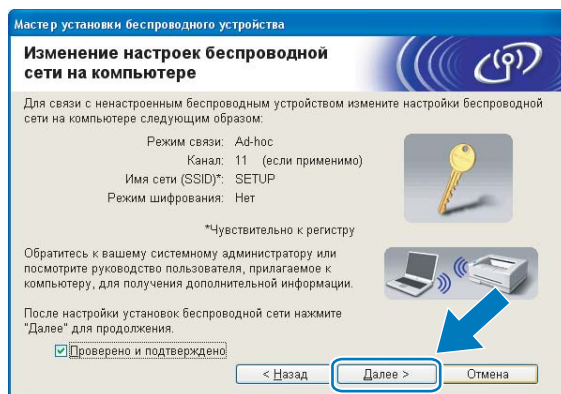 Мастер установки беспроводного устройства
Изменение настроек беспроводной
сети на компьютере
Для связи с ненастроенным беспроводным устройством измените настройки беспроводной
сети на компьютере следующим образом:
Режим связи: Ad-hoc
Канал: 11 (если применимо)
Имя сети (SSID)*: SETUP
Режим шифрования: Нет
*Чувствительно к регистру
Обратитесь к вашему системному администратору или
посмотрите руководство пользователя, прилагаемое к
компьютеру, для получения дополнительной информации.
После настройки установок беспроводной сети нажмите
"Далее" для продолжения.
Проверено и подтверждено
< Назад Далее > Отмена